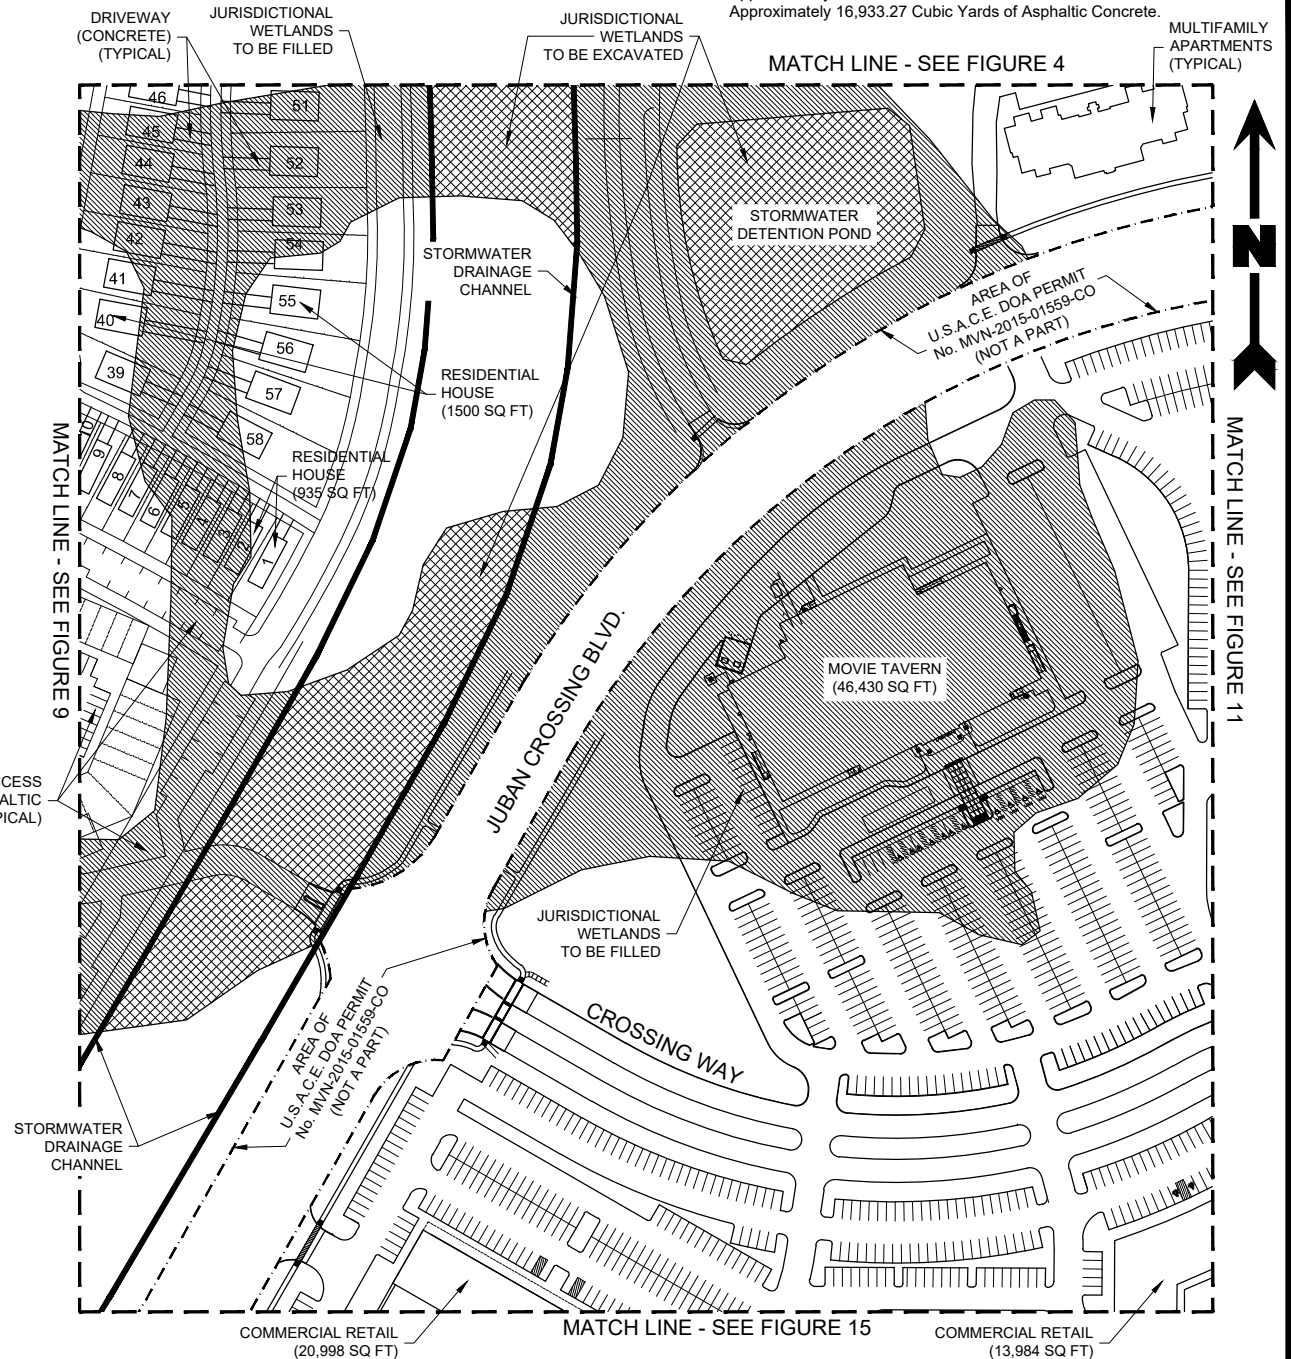 Approximately 16,933.27 Cubic Yards of Asphaltic Concrete.
DRIVEWAY
(CONCRETE)
(TYPICAL)
JURISDICTIONAL
WETLANDS
TO BE FILLED
JURISDICTIONAL
WETLANDS
TO BE EXCAVATED
MULTIFAMILY
APARTMENTS
(TYPICAL)
MATCH LINE - SEE FIGURE 4
N
46
45
44
43
42
41
40
39
51
52
53
54
55
56
57
58
10
9
8
7
6
5
4
3
2
1
STORMWATER
DETENTION POND
STORMWATER
DRAINAGE
CHANNEL
AREA OF
U.S.A.C.E. DOA PERMIT
No. MVN-2015-01559-CO
(NOT A PART)
RESIDENTIAL
HOUSE
(1500 SQ FT)
RESIDENTIAL
HOUSE
(935 SQ FT)
MATCH LINE - SEE FIGURE 9
MATCH LINE - SEE FIGURE 11
MOVIE TAVERN
(46,430 SQ FT)
JUBAN CROSSING BLVD.
JURISDICTIONAL
WETLANDS
TO BE FILLED
CROSSING WAY
AREA OF
U.S.A.C.E. DOA PERMIT
No. MVN-2015-01559-CO
(NOT A PART)
STORMWATER
DRAINAGE
CHANNEL
COMMERCIAL RETAIL
(20,998 SQ FT)
MATCH LINE - SEE FIGURE 15
COMMERCIAL RETAIL
(13,984 SQ FT)